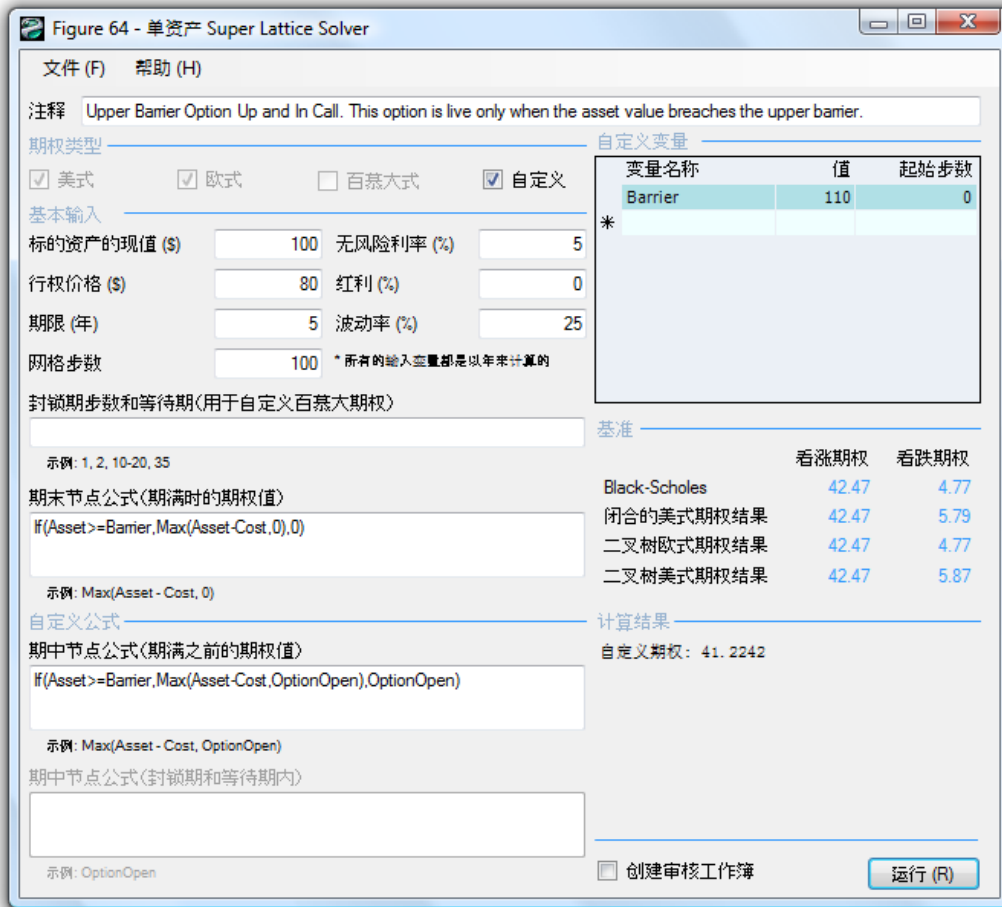 Figure 64 - 单资产 Super Lattice Solver
文件 (F) 帮助 (H)
注释 Upper Barrier Option Up and In Call. This option is live only when the asset value breaches the upper barrier.
期权类型
美式 欧式 百慕大式 自定义
基本输入
标的资产的现值 ($) 100 无风险利率 (%) 5
行权价格 ($) 80 红利 (%) 0
期限 (年) 5 波动率 (%) 25
网格步数 100 * 所有的输入变量都是以年来计算的
封锁期步数和等待期(用于自定义百慕大期权)
示例: 1, 2, 10-20, 35
期末节点公式(期满时的期权值)
If(Asset>=Barrier,Max(Asset-Cost,0),0)
示例: Max(Asset - Cost, 0)
自定义公式
期中节点公式(期满之前的期权值)
If(Asset>=Barrier,Max(Asset-Cost,OptionOpen),OptionOpen)
示例: Max(Asset - Cost, OptionOpen)
期中节点公式(封锁期和等待期内)
示例: OptionOpen
自定义变量
变量名称 值 起始步数
Barrier 110 0
*
基准
看涨期权 看跌期权
Black-Scholes 42.47 4.77
闭合的美式期权结果 42.47 5.79
二叉树欧式期权结果 42.47 4.77
二叉树美式期权结果 42.47 5.87
计算结果
自定义期权: 41.2242
创建审核工作簿 运行 (R)